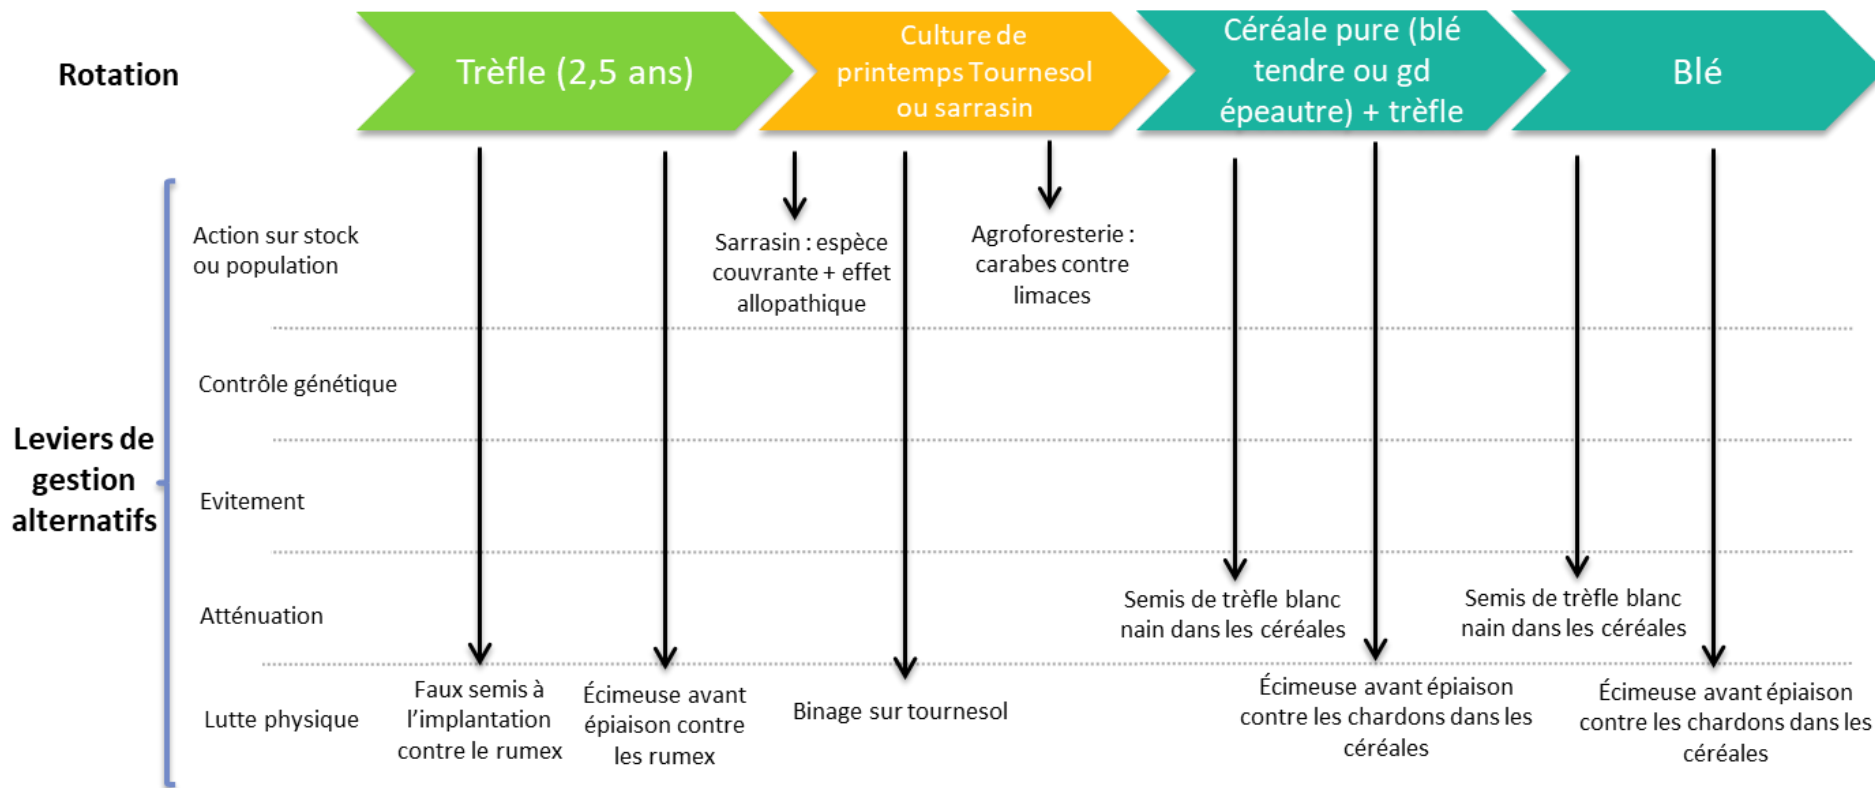 Rotation
Trèfle (2,5 ans)
Culture de
printemps Tournesol
ou sarrasin
Céréale pure (blé
tendre ou gd
épeautre) + trèfle
Blé
Leviers de
gestion
alternatifs
Action sur stock
ou population
Sarrasin : espèce
couvrante + effet
allopathique
Agroforesterie :
carabes contre
limaces
Contrôle génétique
Evitement
Atténuation
Semis de trèfle blanc
nain dans les céréales
Semis de trèfle blanc
nain dans les céréales
Lutte physique
Faux semis à
l’implantation
contre le rumex
Écimeuse avant
épiaison contre
les rumex
Binage sur tournesol
Écimeuse avant épiaison
contre les chardons dans les
céréales
Écimeuse avant épiaison
contre les chardons dans les
céréales